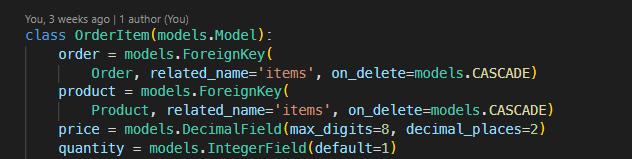 You, 3 weeks ago | 1 author (You)
class OrderItem(models.Model):
    order = models.ForeignKey(
        Order, related_name='items', on_delete=models.CASCADE)
    product = models.ForeignKey(
        Product, related_name='items', on_delete=models.CASCADE)
    price = models.DecimalField(max_digits=8, decimal_places=2)
    quantity = models.IntegerField(default=1)